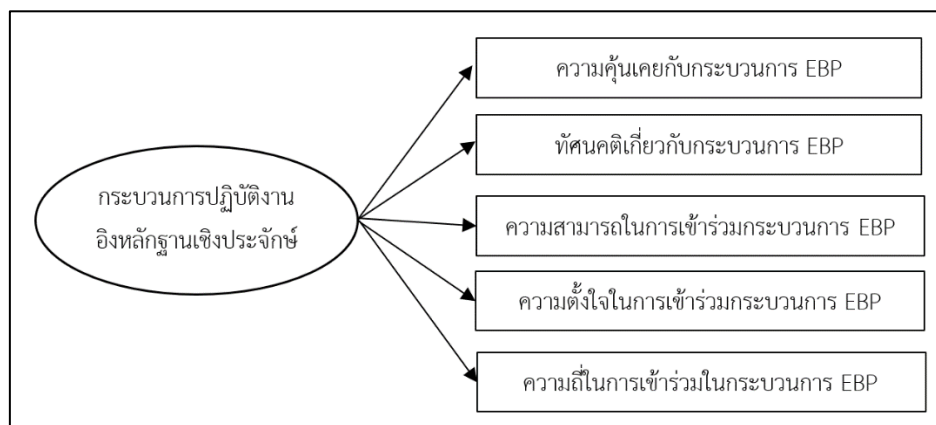 ความคุ้นเคยกับกระบวนการ EBP
ทัศนคติเกี่ยวกับกระบวนการ EBP
กระบวนการปฏิบัติงาน
อิงหลักฐานเชิงประจักษ์
ความสามารถในการเข้าร่วมกระบวนการ EBP
ความตั้งใจในการเข้าร่วมกระบวนการ EBP
ความถี่ในการเข้าร่วมในกระบวนการ EBP